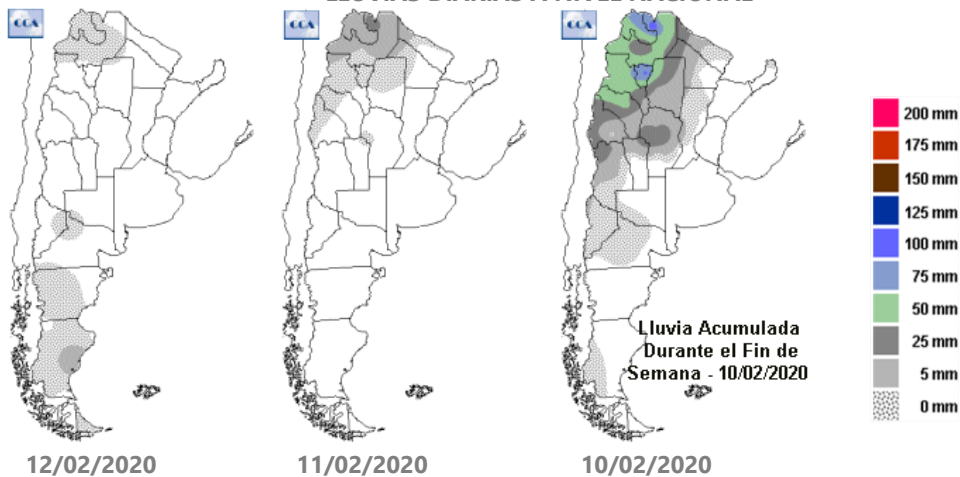 CCA
CCA
CCA
Lluvia Acumulada
Durante el Fin de
Semana - 10/02/2020
200 mm
175 mm
150 mm
125 mm
100 mm
75 mm
50 mm
25 mm
5 mm
0 mm
12/02/2020
11/02/2020
10/02/2020